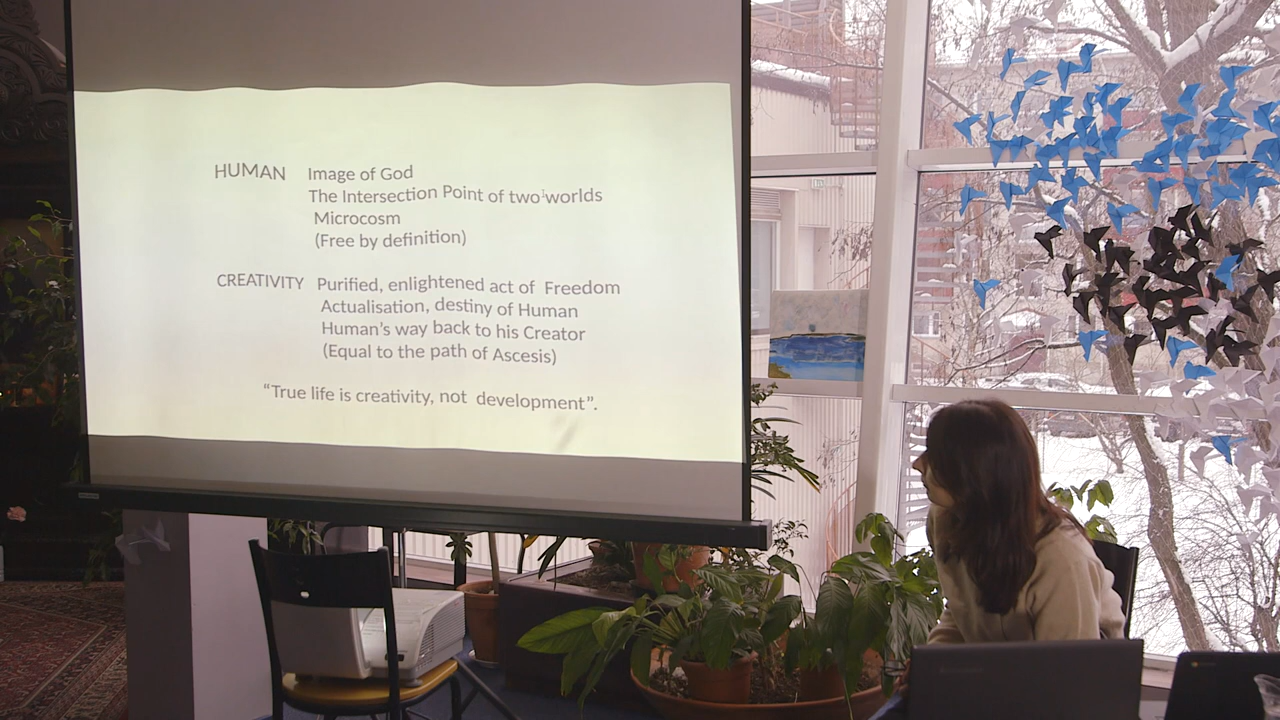 HUMAN Image of God
The Intersection Point of two worlds
Microcosm
(Free by definition)
CREATIVITY Purified, enlightened act of Freedom
Actualisation, destiny of Human
Human's way back to his Creator
(Equal to the path of Ascesis)
"True life is creativity, not development".